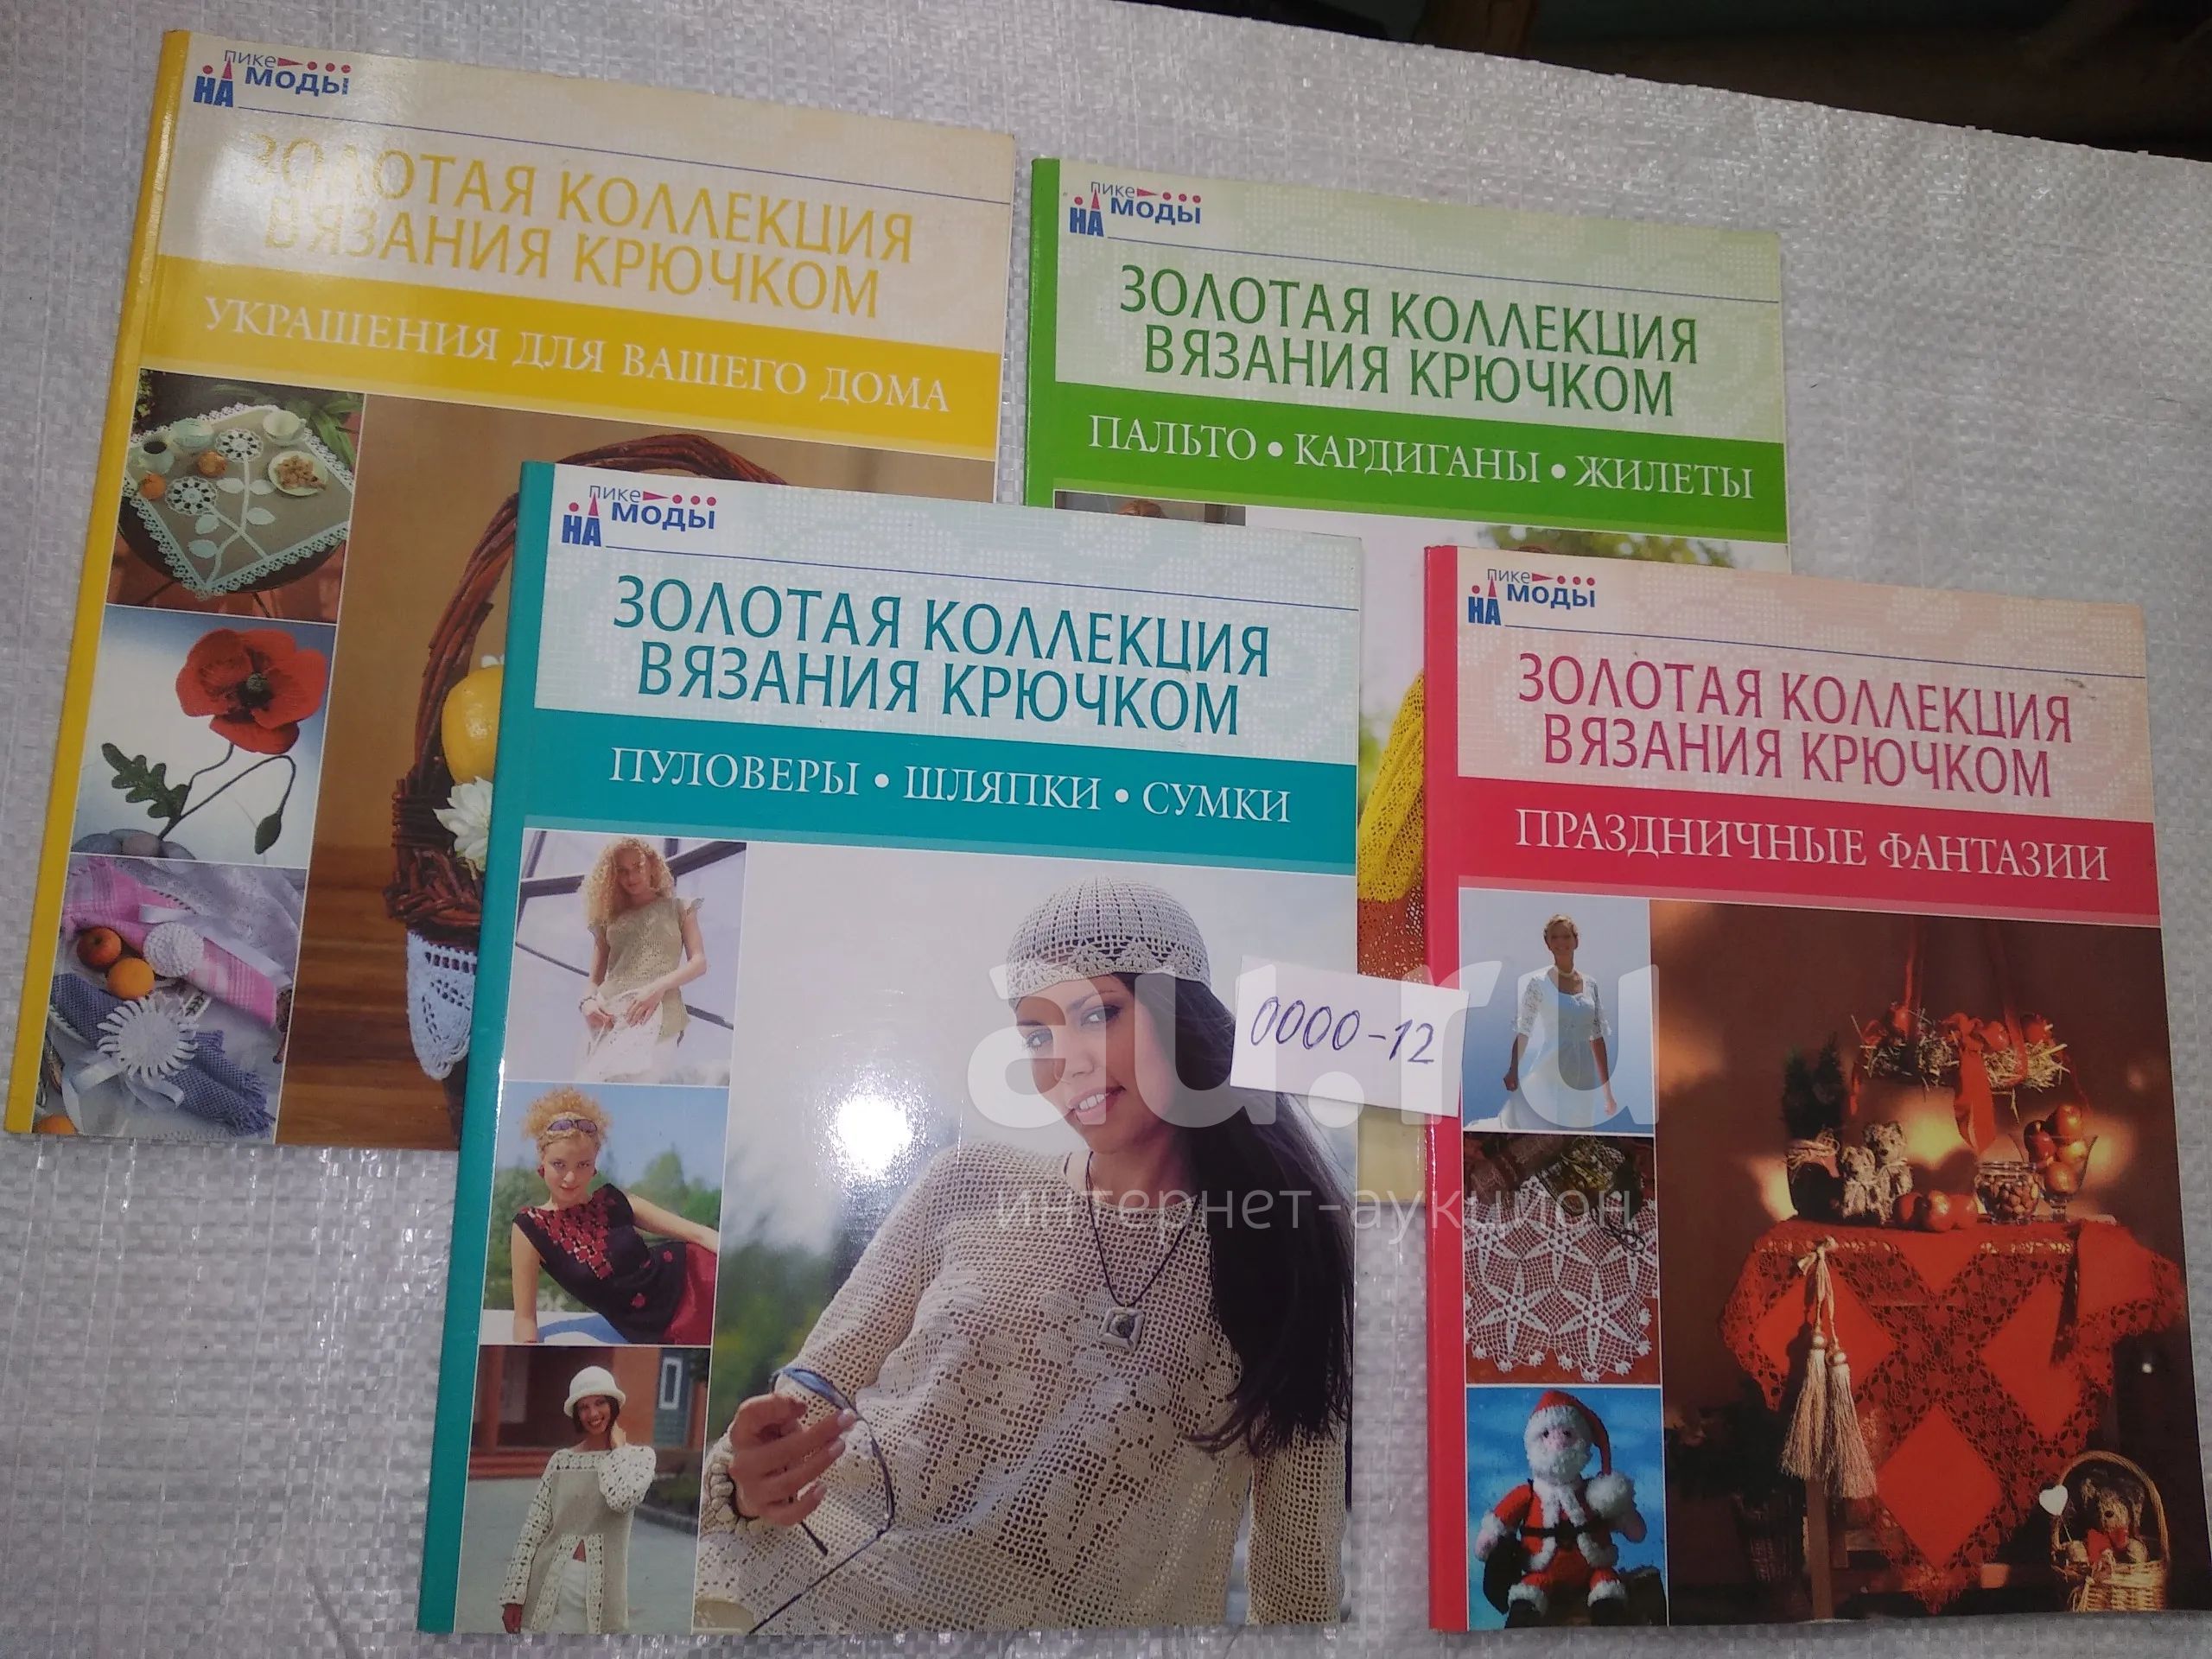 пике
НА МОДЫ
ЗОЛОТАЯ КОЛЛЕКЦИЯ
ВЯЗАНИЯ КРЮЧКОМ
УКРАШЕНИЯ ДЛЯ ВАШЕГО ДОМА
пике
НА МОДЫ
ЗОЛОТАЯ КОЛЛЕКЦИЯ
ВЯЗАНИЯ КРЮЧКОМ
ПАЛЬТО • КАРДИГАНЫ • ЖИЛЕТЫ
пике
НА МОДЫ
ЗОЛОТАЯ КОЛЛЕКЦИЯ
ВЯЗАНИЯ КРЮЧКОМ
ПУЛОВЕРЫ • ШЛЯПКИ • СУМКИ
пике
НА МОДЫ
ЗОЛОТАЯ КОЛЛЕКЦИЯ
ВЯЗАНИЯ КРЮЧКОМ
ПРАЗДНИЧНЫЕ ФАНТАЗИИ
0000-12
au.ru
интернет-аукцион